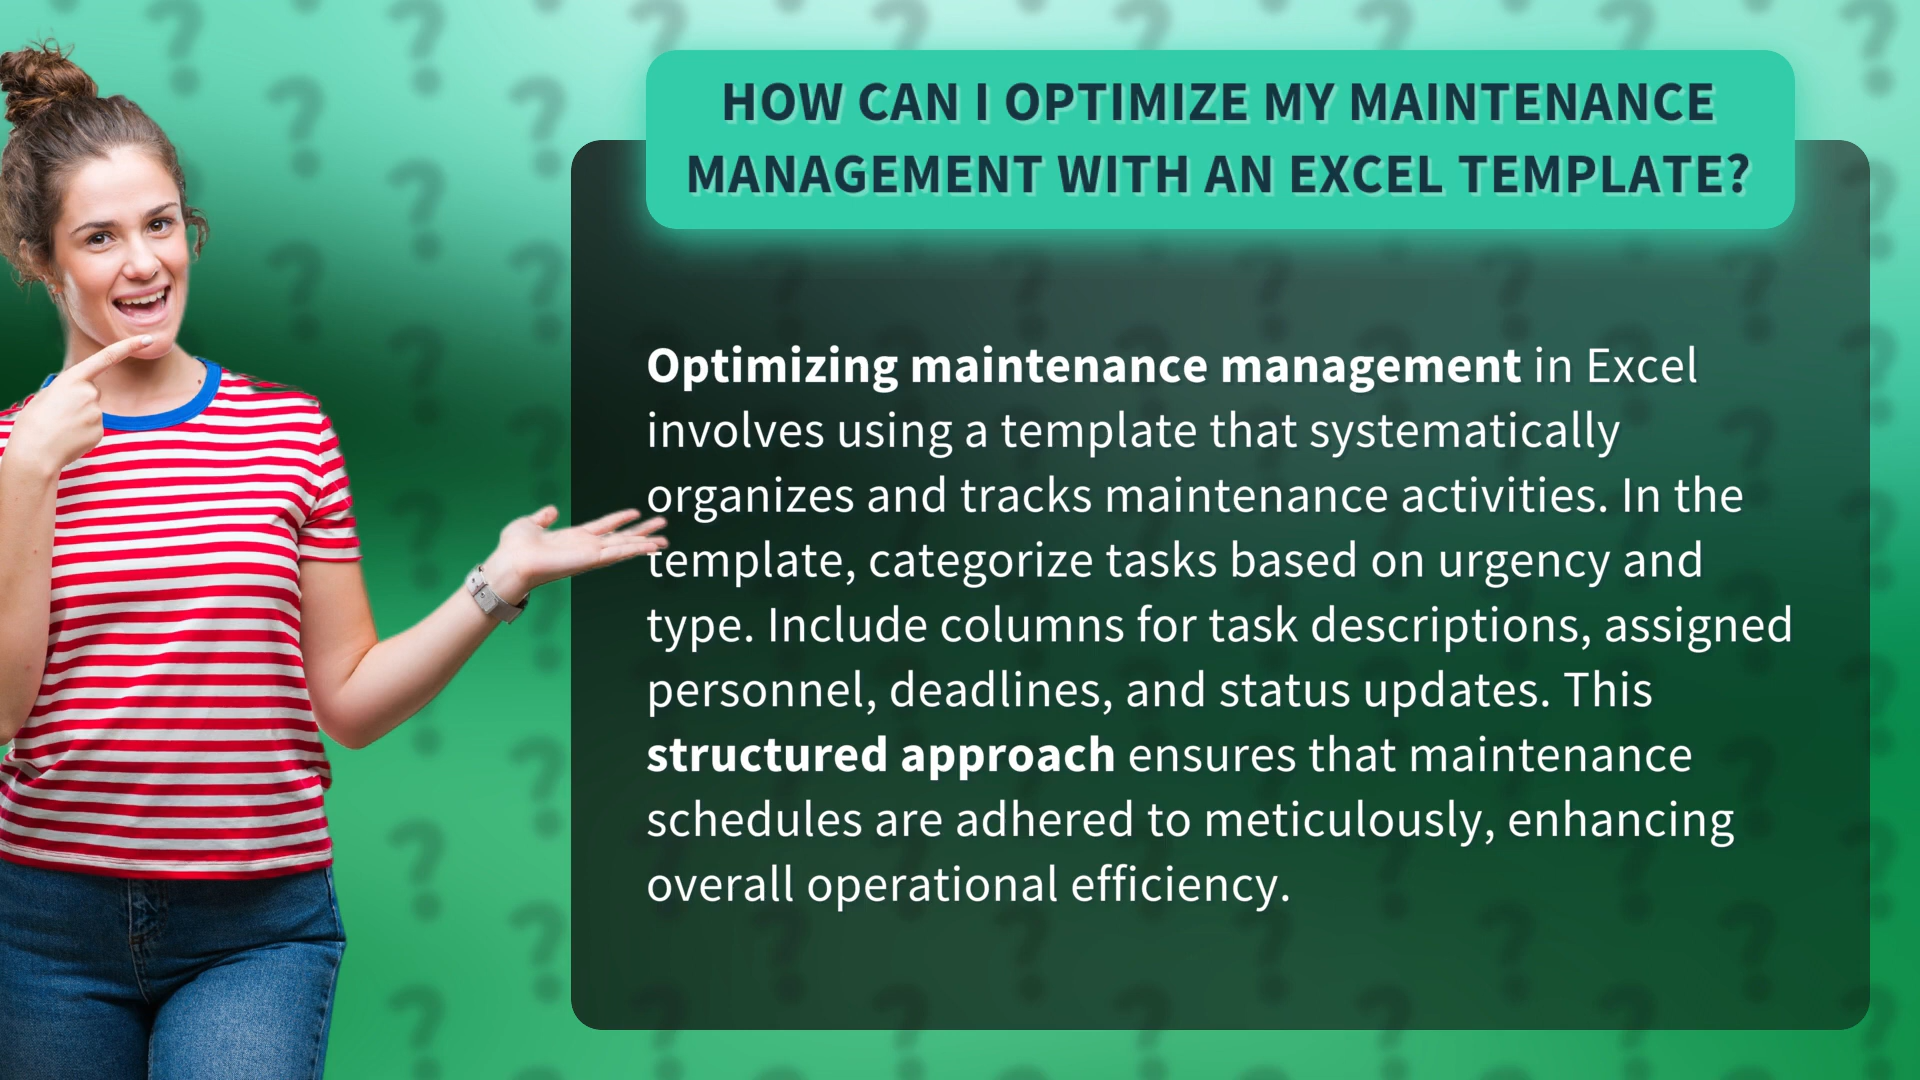 HOW CAN I OPTIMIZE MY MAINTENANCE
MANAGEMENT WITH AN EXCEL TEMPLATE?
Optimizing maintenance management in Excel
involves using a template that systematically
organizes and tracks maintenance activities. In the
template, categorize tasks based on urgency and
type. Include columns for task descriptions, assigned
personnel, deadlines, and status updates. This
structured approach ensures that maintenance
schedules are adhered to meticulously, enhancing
overall operational efficiency.